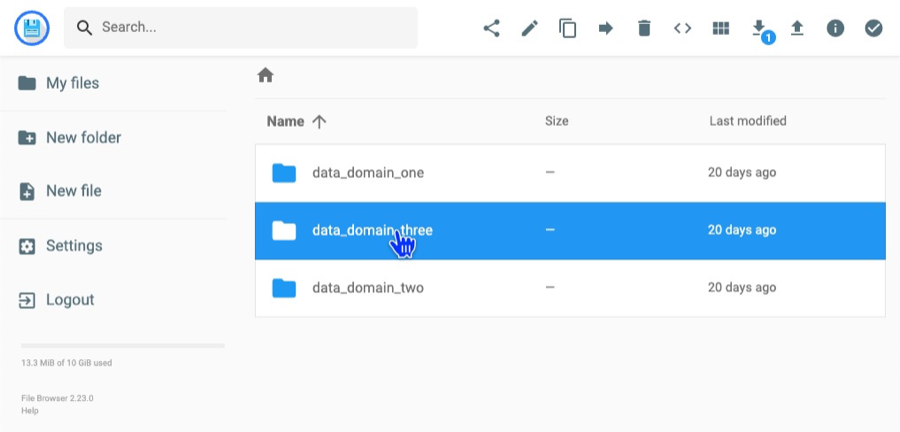 Search...
1
My files
New folder
New file
Settings
Logout
13.3 MiB of 10 GiB used
File Browser 2.23.0
Help
Name Size Last modified
data_domain_one — 20 days ago
data_domain_three — 20 days ago
data_domain_two — 20 days ago